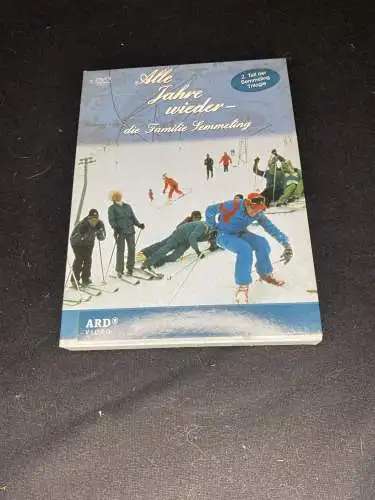 Alle
Jahre
wieder –
die Familie Semmeling
2. Teil der
Semmeling
Trilogie
ARD
VIDEO